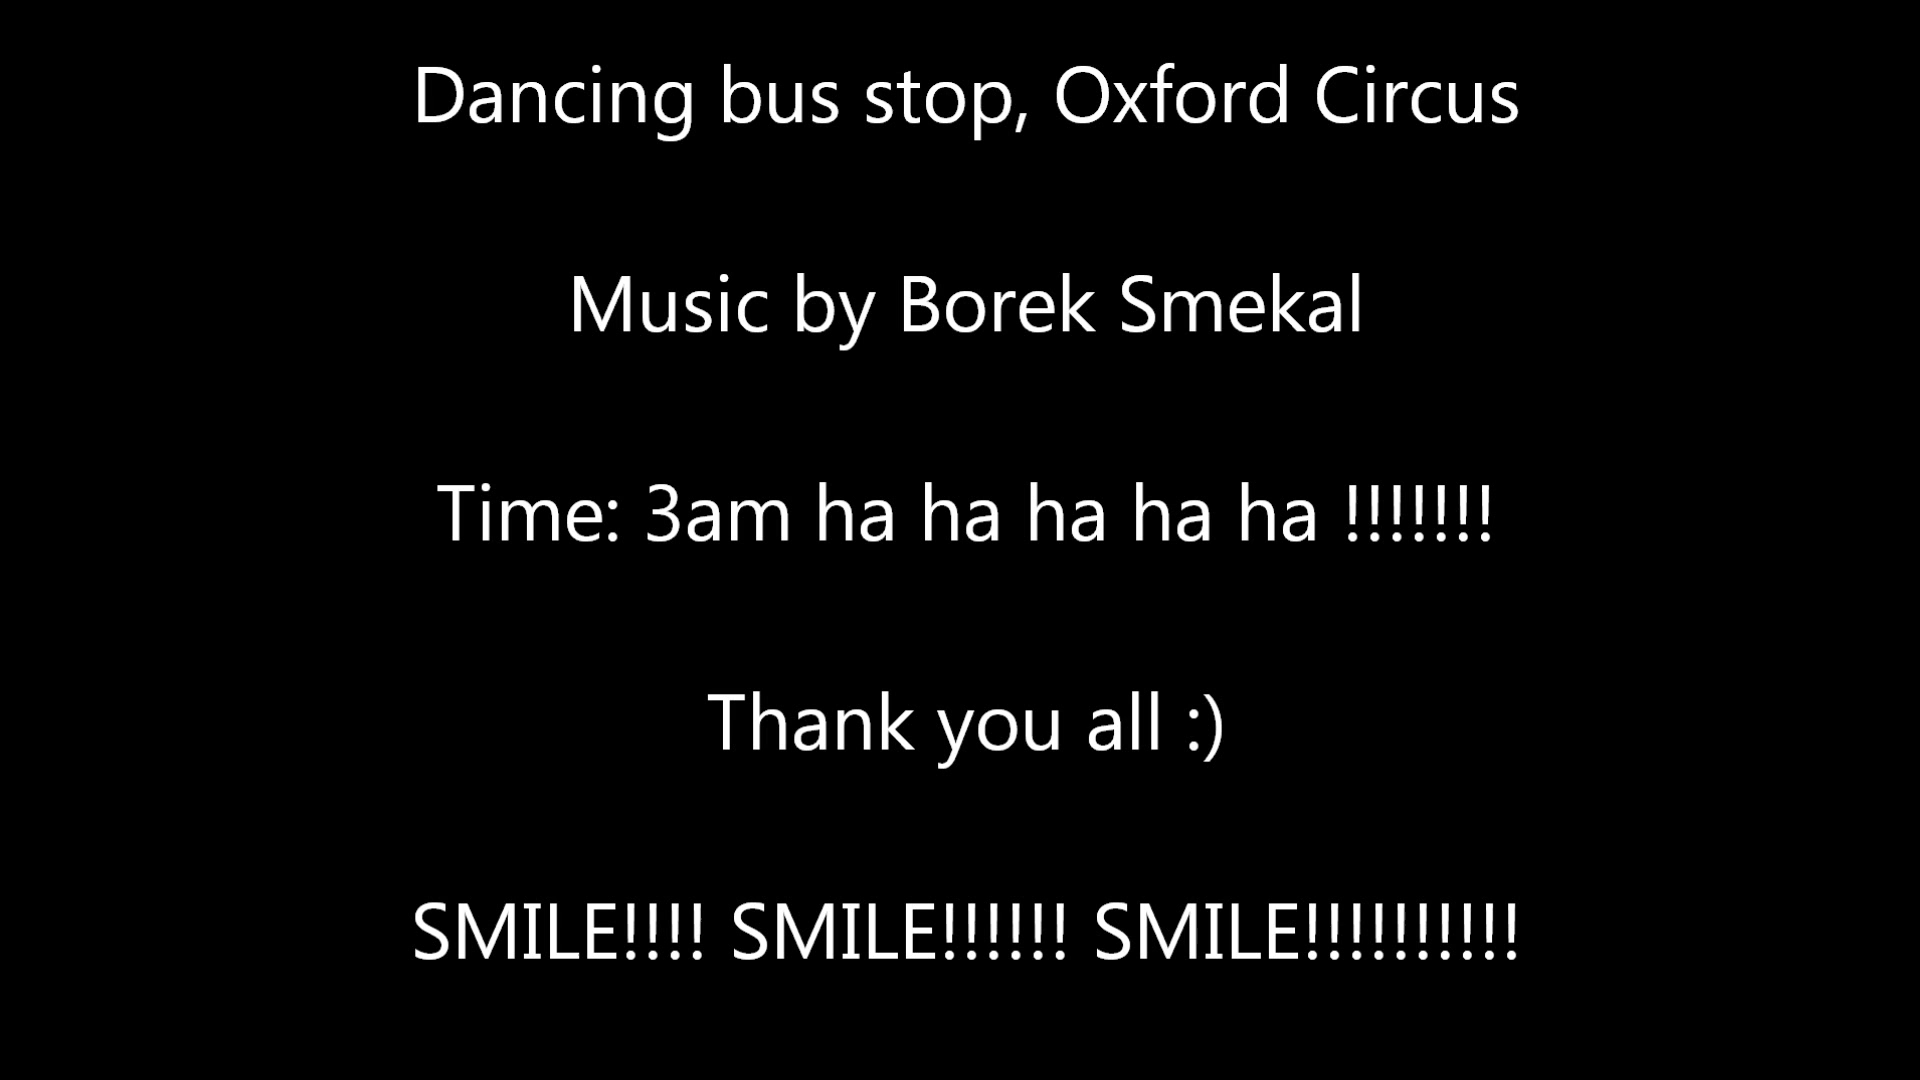 Dancing bus stop, Oxford Circus
Music by Borek Smekal
Time: 3am ha ha ha ha ha !!!!!!!
Thank you all :)
SMILE!!!! SMILE!!!!!! SMILE!!!!!!!!!!